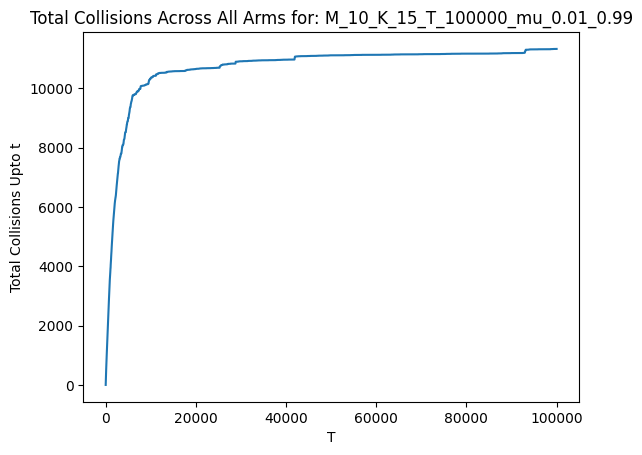 Total Collisions Across All Arms for: M_10_K_15_T_100000_mu_0.01_0.99
Total Collisions Upto t
10000
8000
6000
4000
2000
0
0 20000 40000 60000 80000 100000
T